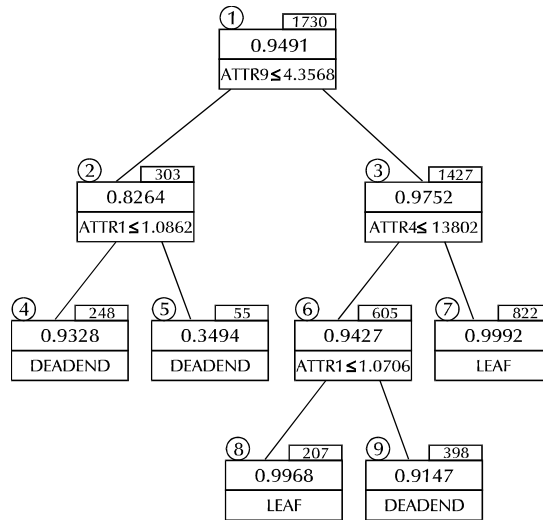 1 1730
0.9491
ATTR9≤4.3568
2 303
0.8264
ATTR1≤1.0862
3 1427
0.9752
ATTR4≤ 13802
4 248
0.9328
DEADEND
5 55
0.3494
DEADEND
6 605
0.9427
ATTR1≤1.0706
7 822
0.9992
LEAF
8 207
0.9968
LEAF
9 398
0.9147
DEADEND